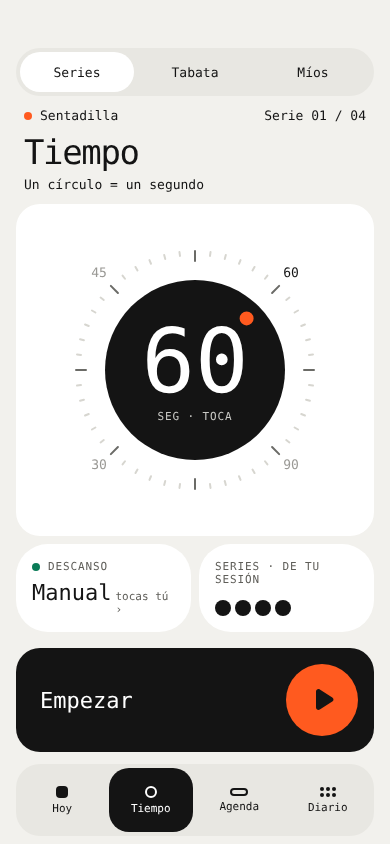 Series Tabata Míos
Sentadilla Serie 01 / 04
Tiempo
Un círculo = un segundo
45 60
60
SEG · TOCA
30 90
DESCANSO
Manual tocas tú ›
SERIES · DE TU
SESIÓN
Empezar
Hoy Tiempo Agenda Diario